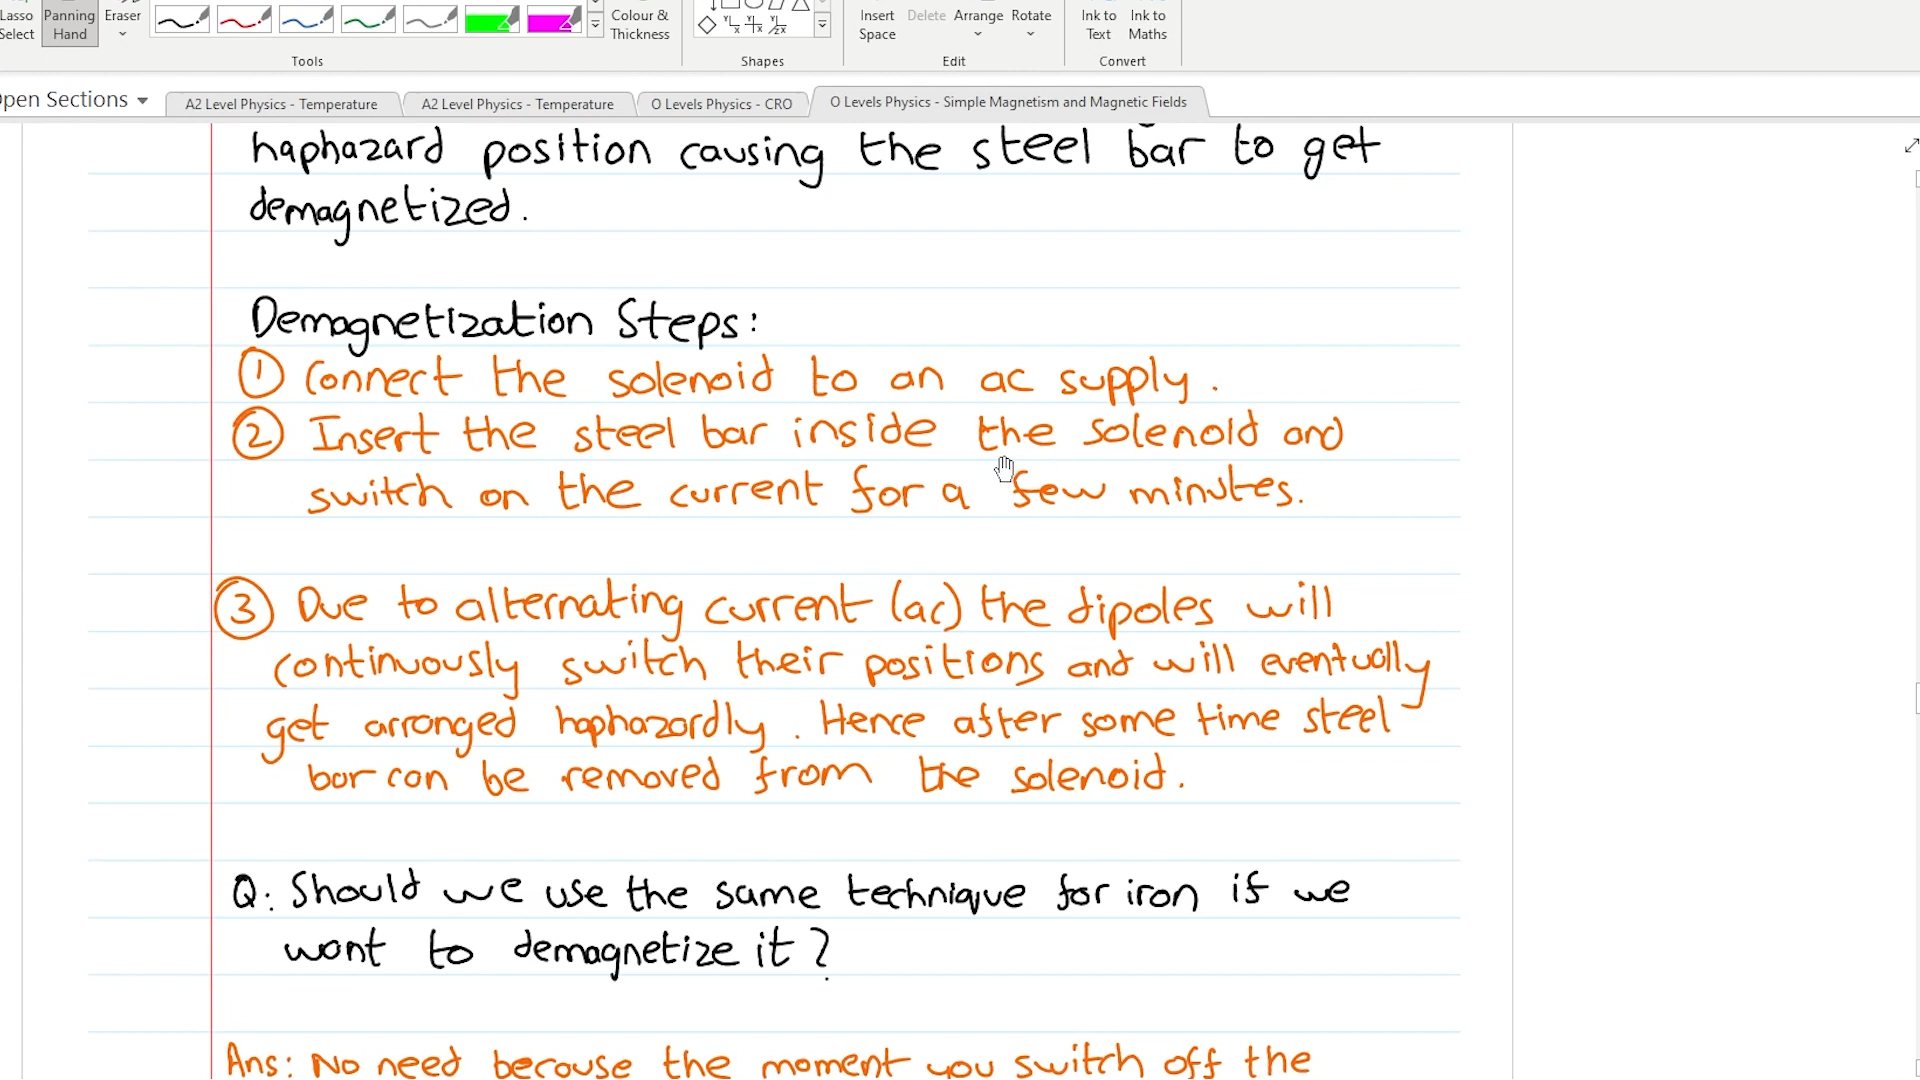 Lasso
Select
Panning
Hand
Eraser
Colour &
Thickness
Insert
Space
Delete
Arrange
Rotate
Ink to
Text
Ink to
Maths
Tools
Shapes
Edit
Convert
pen Sections
A2 Level Physics - Temperature
A2 Level Physics - Temperature
O Levels Physics - CRO
O Levels Physics - Simple Magnetism and Magnetic Fields
haphazard position causing the steel bar to get
demagnetized.
Demagnetization Steps:
① Connect the solenoid to an ac supply.
② Insert the steel bar inside the solenoid and
switch on the current for a few minutes.
③ Due to alternating current (ac) the dipoles will
continuously switch their positions and will eventually
get arranged haphazardly. Hence after some time steel
bar can be removed from the solenoid.
Q: Should we use the same technique for iron if we
want to demagnetize it?
Ans: No need because the moment you switch off the